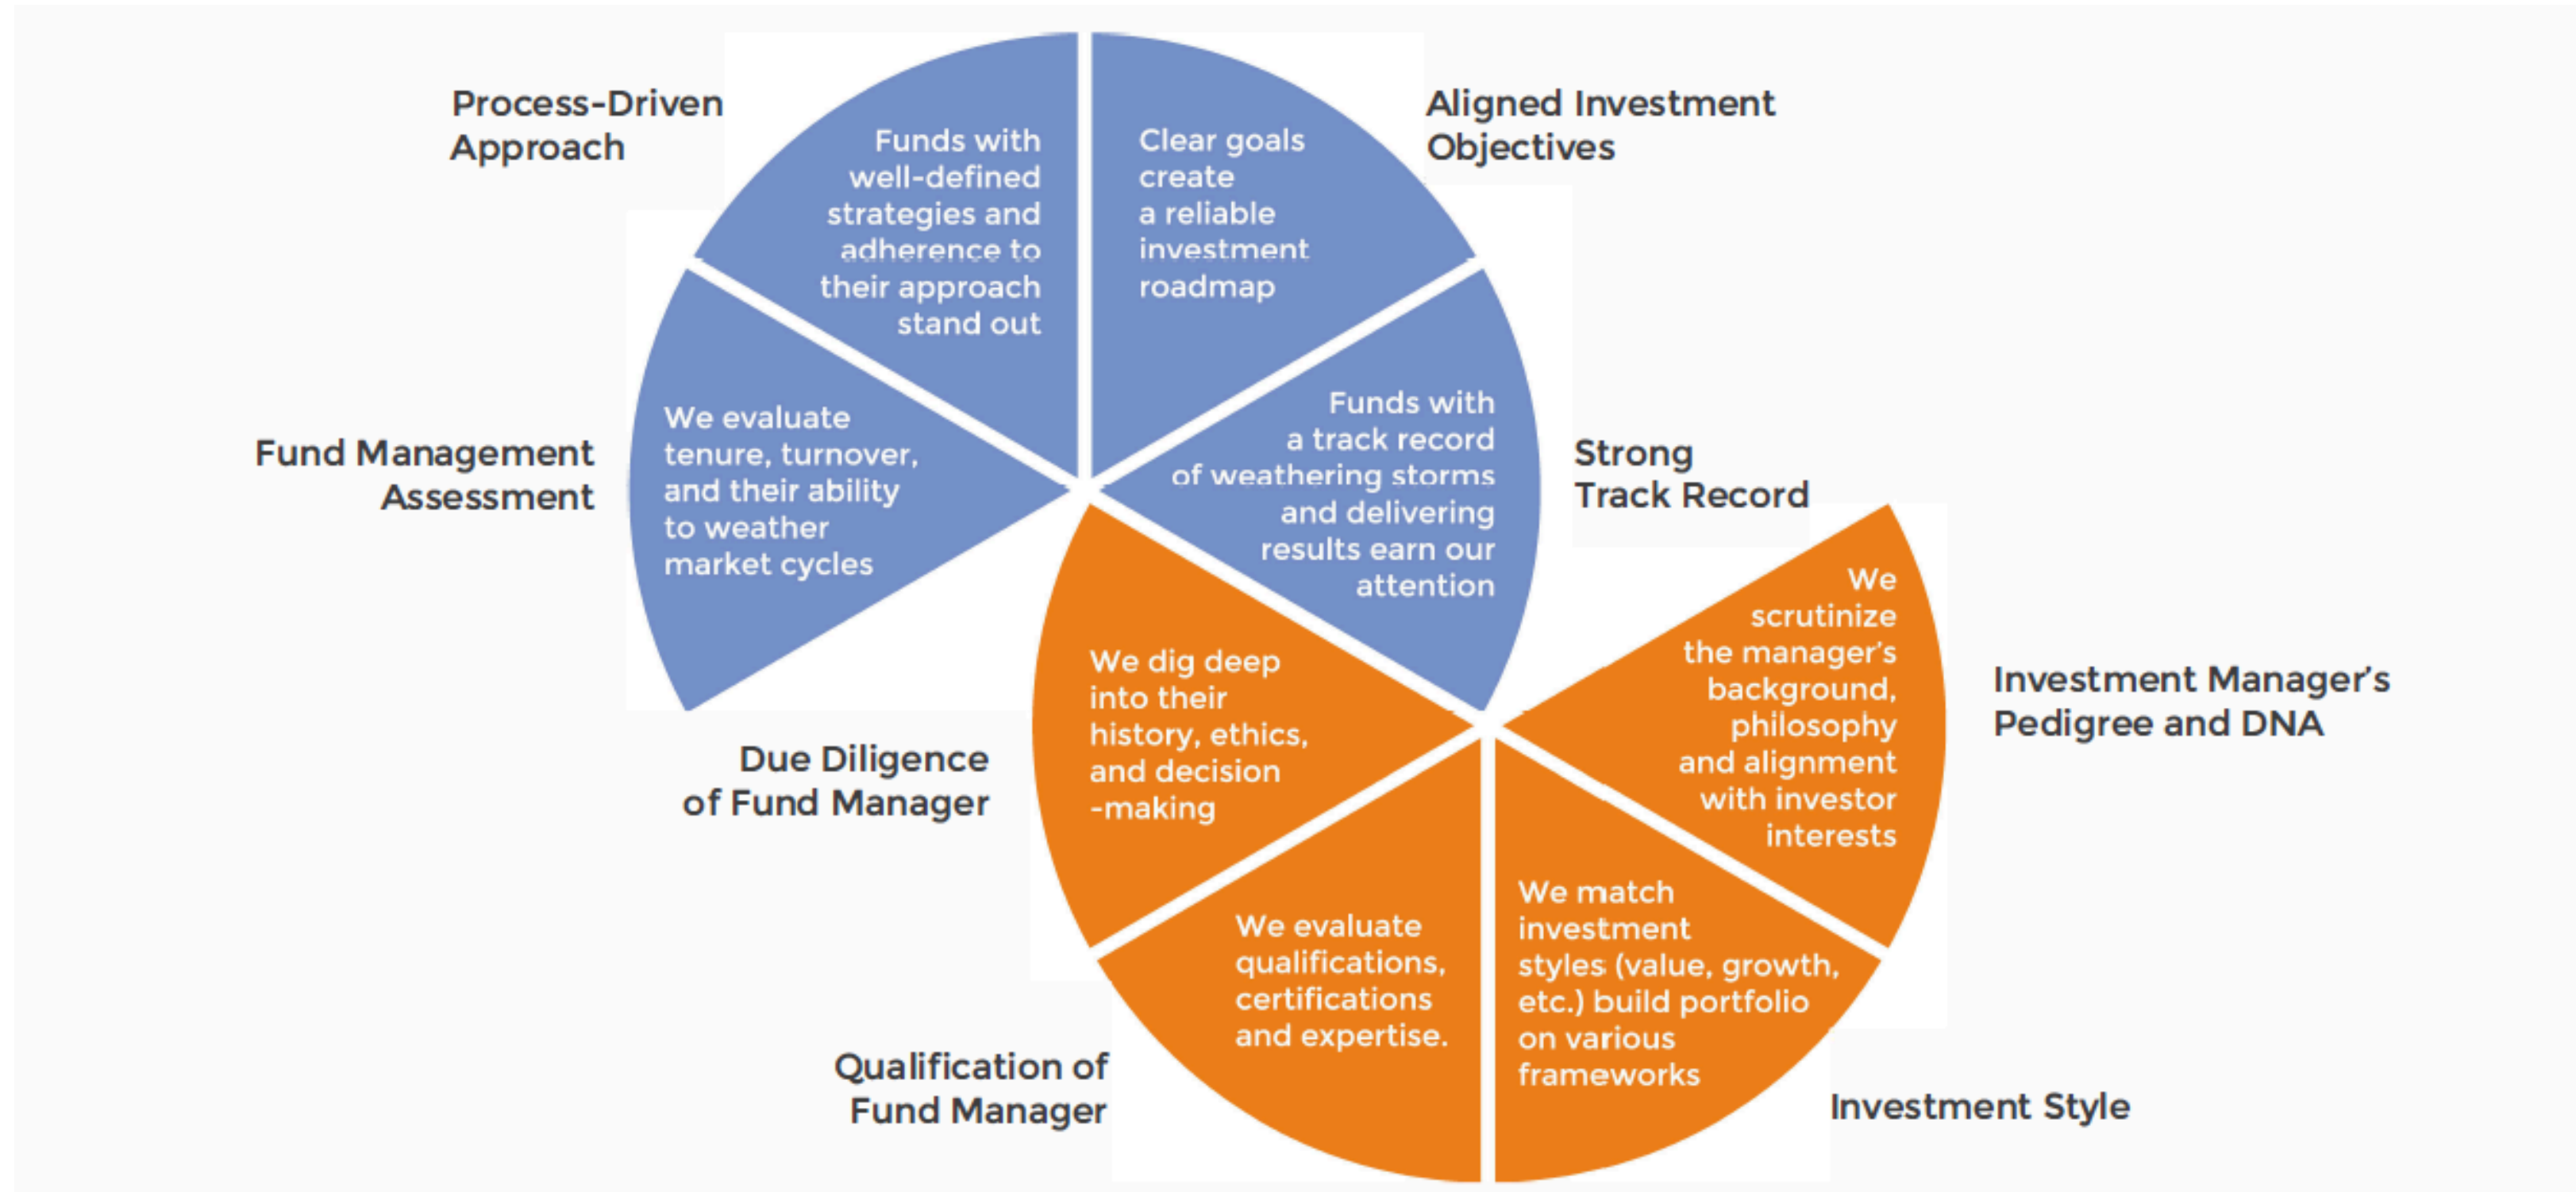 Process-Driven
Approach
Funds with
well-defined
strategies and
adherence to
their approach
stand out
Clear goals
create
a reliable
investment
roadmap
Aligned Investment
Objectives
Fund Management
Assessment
We evaluate
tenure, turnover,
and their ability
to weather
market cycles
Funds with
a track record
of weathering storms
and delivering
results earn our
attention
Strong
Track Record
Due Diligence
of Fund Manager
We dig deep
into their
history, ethics,
and decision
-making
We
scrutinize
the manager's
background,
philosophy
and alignment
with investor
interests
Investment Manager's
Pedigree and DNA
Qualification of
Fund Manager
We evaluate
qualifications,
certifications
and expertise.
We match
investment
styles (value, growth,
etc.) build portfolio
on various
frameworks
Investment Style